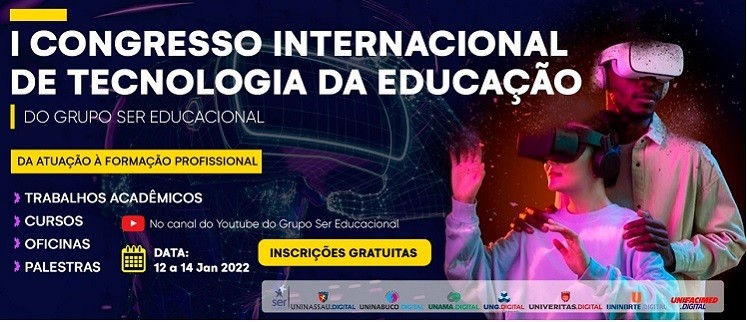 I CONGRESSO INTERNACIONAL
DE TECNOLOGIA DA EDUCAÇÃO
DO GRUPO SER EDUCACIONAL
DA ATUAÇÃO À FORMAÇÃO PROFISSIONAL
TRABALHOS ACADÊMICOS
CURSOS
OFICINAS
PALESTRAS
No canal do Youtube do Grupo Ser Educacional
DATA:
12 a 14 Jan 2022
INSCRIÇÕES GRATUITAS
ser
UNINASSAU.DIGITAL
UNINABUCO DIGITAL
UNAMA.DIGITAL
UNG.DIGITAL
UNIVERITAS.DIGITAL
UNINORTE.DIGITAL
UNIFACIMED
.DIGITAL